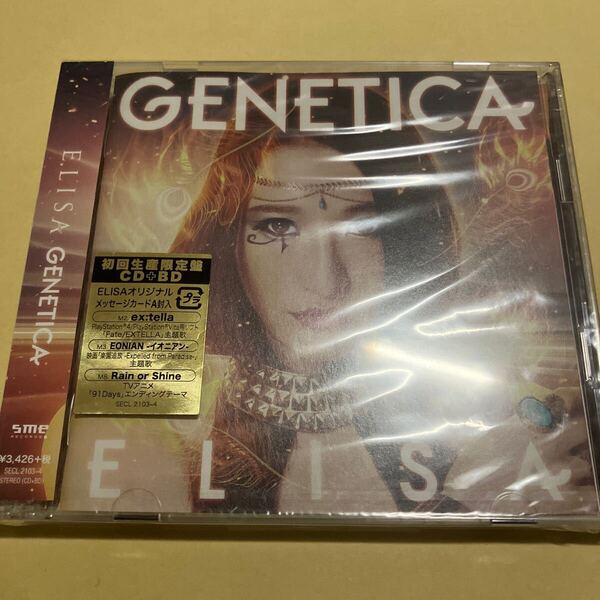 GENETICA
ELISA GENETICA
初回生産限定盤
CD+BD
ELISAオリジナル
メッセージカードA封入
プラ
M2. ex:tella
PlayStation®4/PlayStation®Vita用ソフト
「Fate/EXTELLA」主題歌
M3. EONIAN -イオニアン-
映画「楽園追放 -Expelled from Paradise-」
主題歌
M8. Rain or Shine
TVアニメ
「91Days」エンディングテーマ
SECL 2103~4
sme
RECORDS
¥3,426+税
SECL 2103~4
STEREO (CD+BD)
ELISA